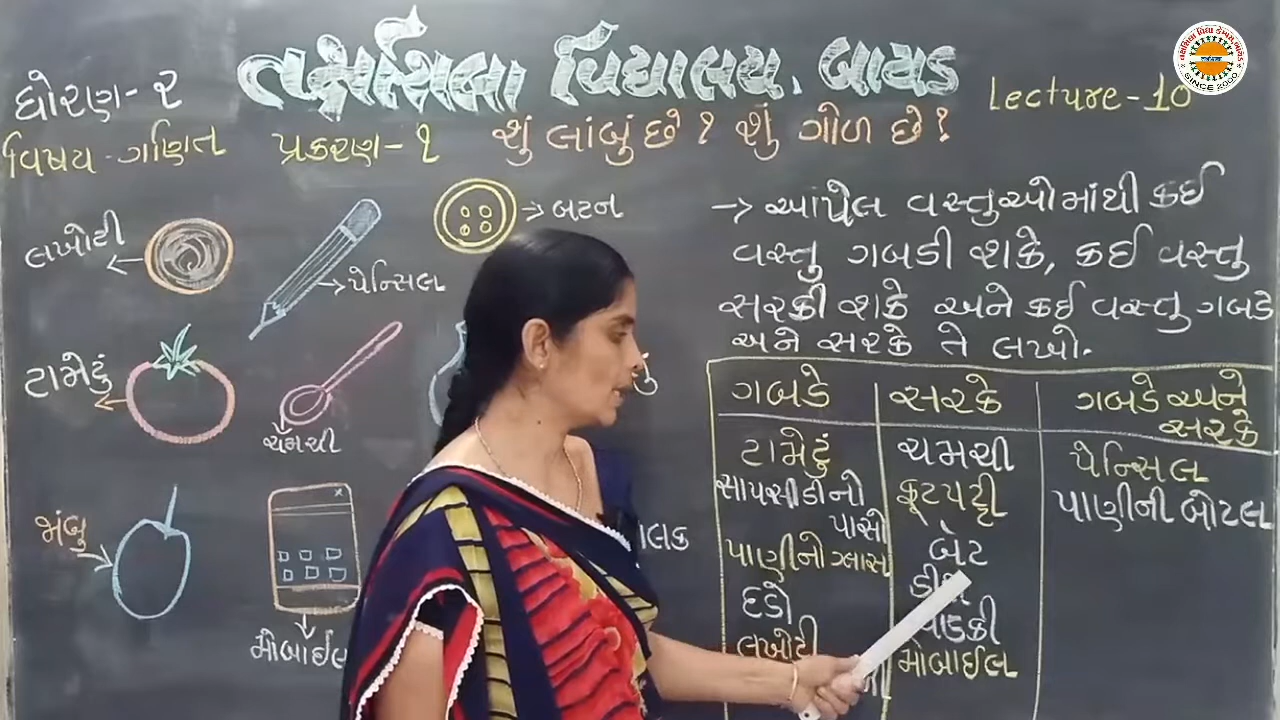 તક્ષશિલા વિદ્યાલય. બાયડ
ધોરણ-૨
Lecture-10
વિષય-ગણિત
પ્રકરણ-૧
શું લાંબું છે? શું ગોળ છે?
લખોટી
પેન્સિલ
બટન
ટામેટું
ચમચી
જાંબુ
મોબાઈલ
→ આપેલ વસ્તુઓમાંથી કઈ
વસ્તુ ગબડી શકે, કઈ વસ્તુ
સરકી શકે અને કઈ વસ્તુ ગબડે
અને સરકે તે લખો.
ગબડે
સરકે
ગબડે અને
સરકે
ટામેટું
સાપસીડીનો
પાસો
પાણીનો ગ્લાસ
દડો
લખોટી
ચમચી
ફૂટપટ્ટી
બેટ
મોબાઈલ
પેન્સિલ
પાણીની બોટલ
SINCE 2000